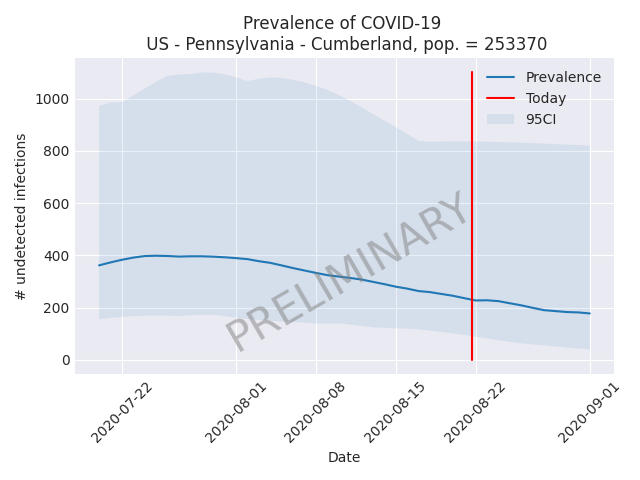 Prevalence of COVID-19
US - Pennsylvania - Cumberland, pop. = 253370
Prevalence
Today
95CI
1000
800
600
400
200
0
# undetected infections
PRELIMINARY
2020-07-22
2020-08-01
2020-08-08
2020-08-15
2020-08-22
2020-09-01
Date